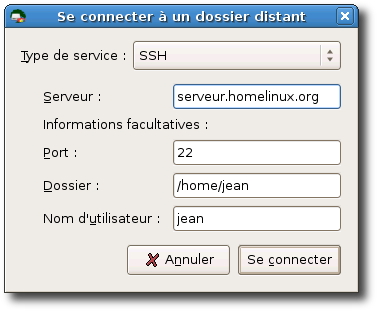 Se connecter à un dossier distant
Type de service : SSH
Serveur : serveur.homelinux.org
Informations facultatives :
Port : 22
Dossier : /home/jean
Nom d'utilisateur : jean
Annuler Se connecter